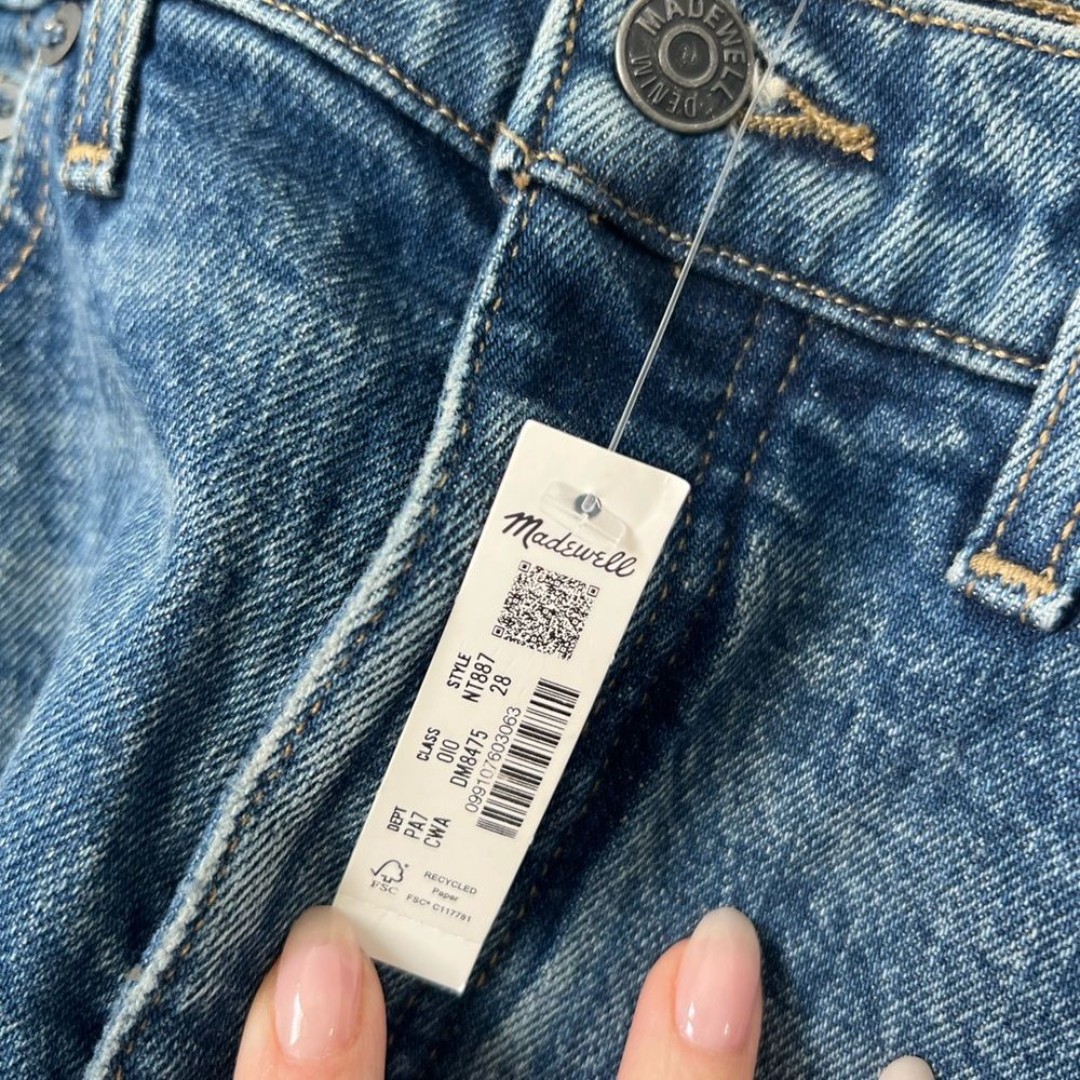 MADEWELL
DENIM
Madewell
STYLE
NT887
28
CLASS
010
DM8475
099107603063
DEPT
PA7
CWA
FSC
RECYCLED
Paper
FSC® C117781